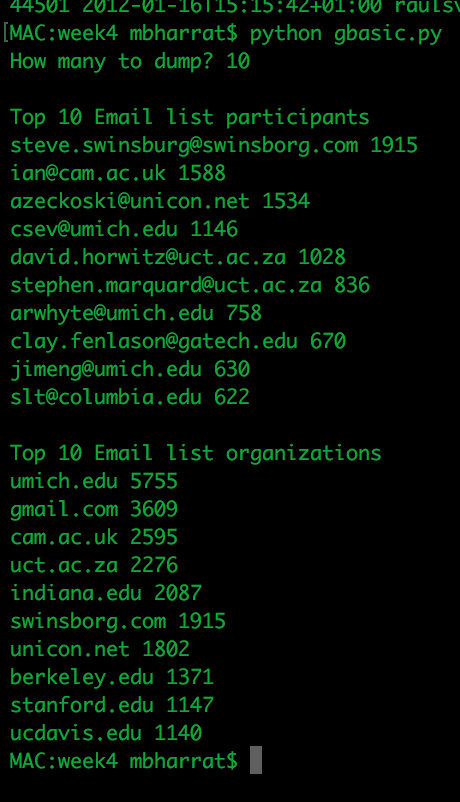 44501 2012-01-16T15:15:42+01:00 raulsv
[MAC:week4 mbharrat$ python gbasic.py
How many to dump? 10
Top 10 Email list participants
steve.swinsburg@swinsborg.com 1915
ian@cam.ac.uk 1588
azeckoski@unicon.net 1534
csev@umich.edu 1146
david.horwitz@uct.ac.za 1028
stephen.marquard@uct.ac.za 836
arwhyte@umich.edu 758
clay.fenlason@gatech.edu 670
jimeng@umich.edu 630
slt@columbia.edu 622
Top 10 Email list organizations
umich.edu 5755
gmail.com 3609
cam.ac.uk 2595
uct.ac.za 2276
indiana.edu 2087
swinsborg.com 1915
unicon.net 1802
berkeley.edu 1371
stanford.edu 1147
ucdavis.edu 1140
MAC:week4 mbharrat$